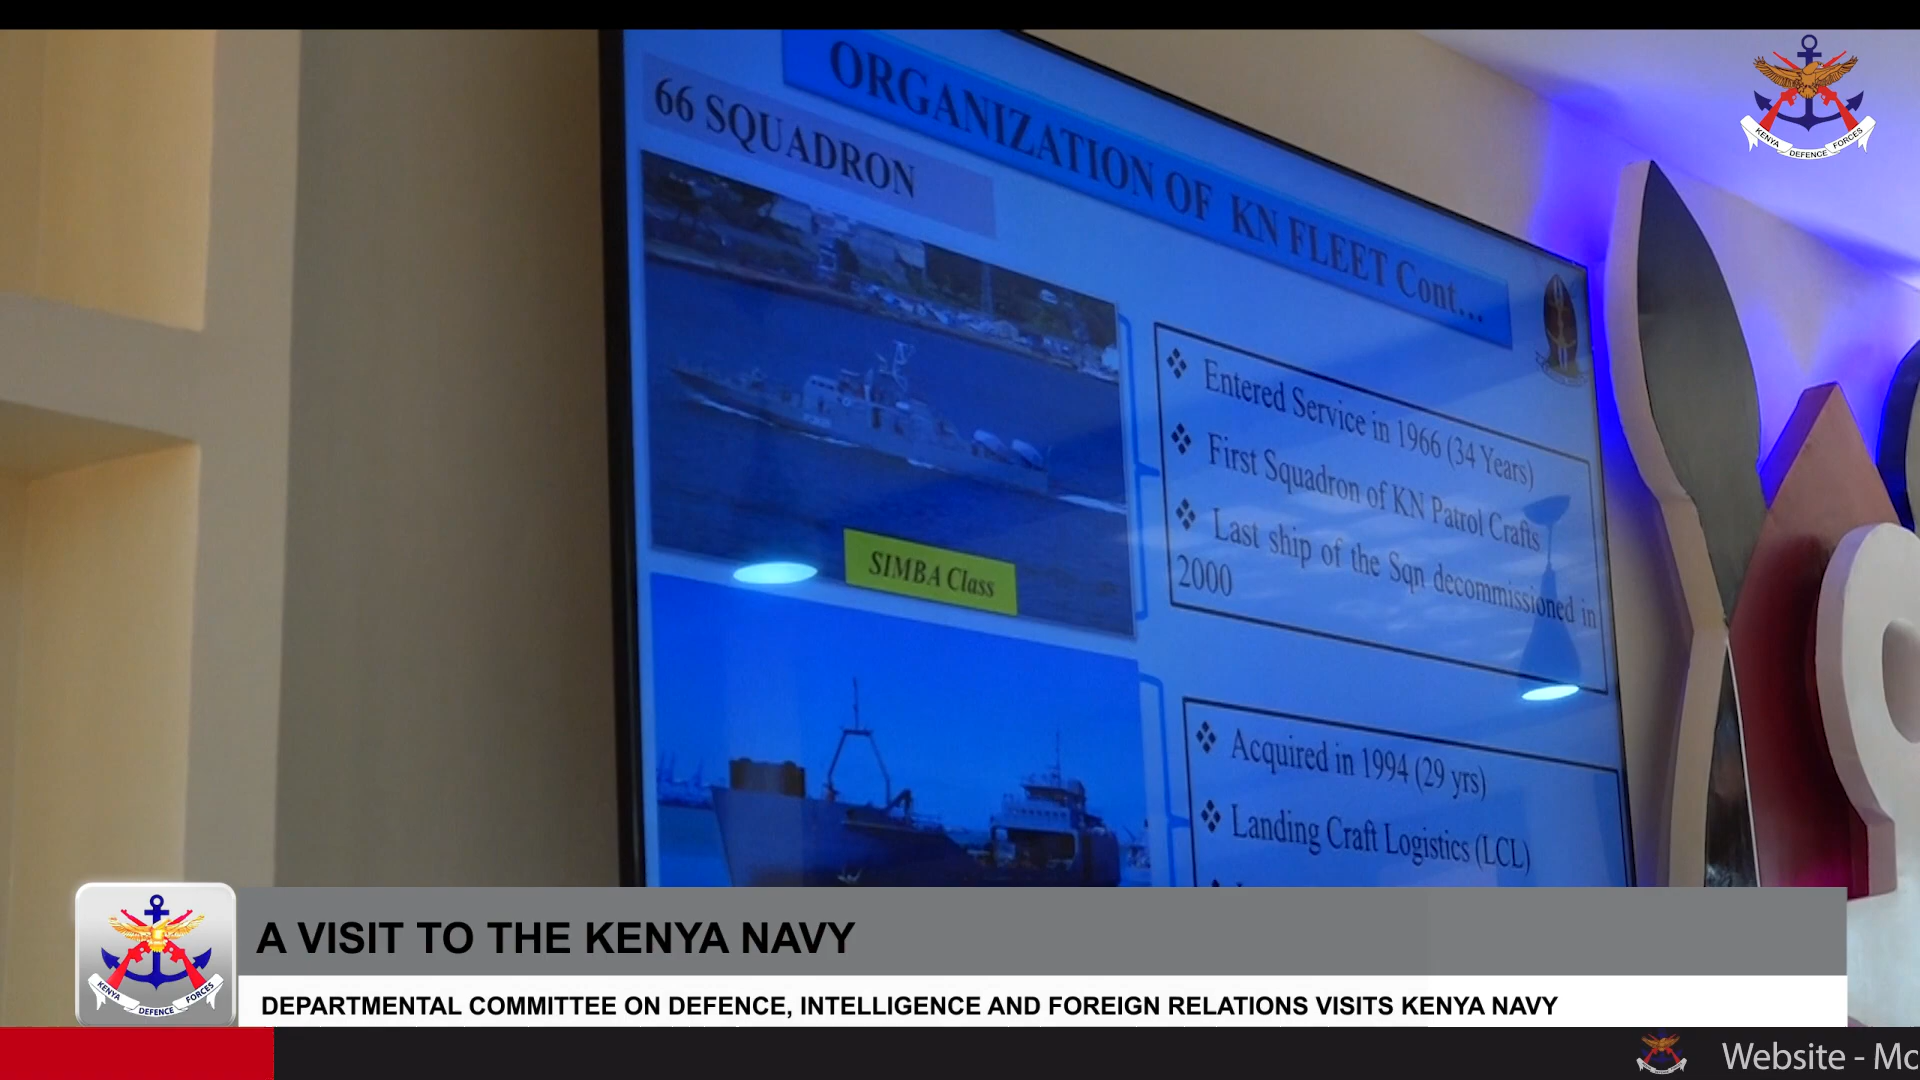 ORGANIZATION OF KN FLEET Cont...
66 SQUADRON
❖ Entered Service in 1966 (34 Years)
❖ First Squadron of KN Patrol Crafts
❖ Last ship of the Sqn decommissioned in
2000
SIMBA Class
❖ Acquired in 1994 (29 yrs)
❖ Landing Craft Logistics (LCL)
KENYA DEFENCE FORCES
A VISIT TO THE KENYA NAVY
DEPARTMENTAL COMMITTEE ON DEFENCE, INTELLIGENCE AND FOREIGN RELATIONS VISITS KENYA NAVY
KENYA DEFENCE FORCES
Website -